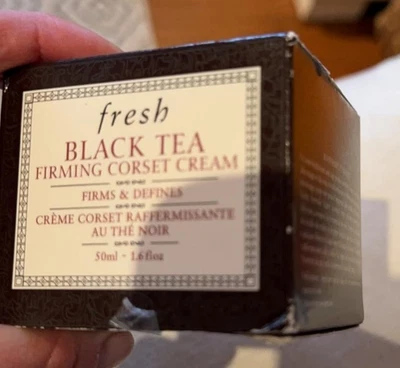 fresh
BLACK TEA
FIRMING CORSET CREAM
FIRMS & DEFINES
CRÈME CORSET RAFFERMISSANTE
AU THÉ NOIR
50ml - 1.6 fl oz